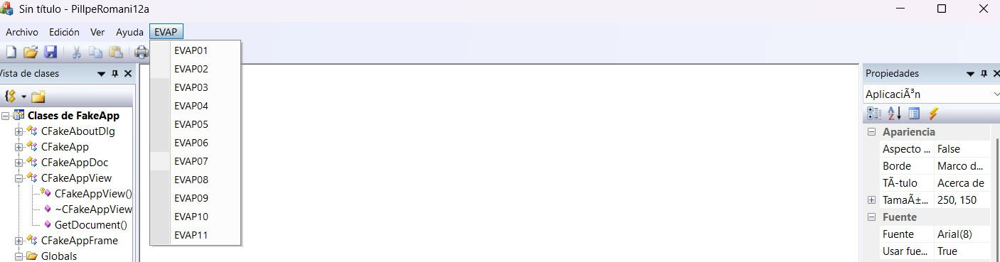 Sin título - PillpeRomani12a
Archivo Edición Ver Ayuda EVAP
EVAP01
EVAP02
EVAP03
EVAP04
EVAP05
EVAP06
EVAP07
EVAP08
EVAP09
EVAP10
EVAP11
Vista de clases
Clases de FakeApp
CFakeAboutDlg
CFakeApp
CFakeAppDoc
CFakeAppView
CFakeAppView()
~CFakeAppView
GetDocument()
CFakeAppFrame
Globals
Propiedades
AplicaciÃ³n
Apariencia
Aspecto ... False
Borde Marco d...
TÃ-tulo Acerca de
TamaÃ±... 250, 150
Fuente
Fuente Arial(8)
Usar fue... True